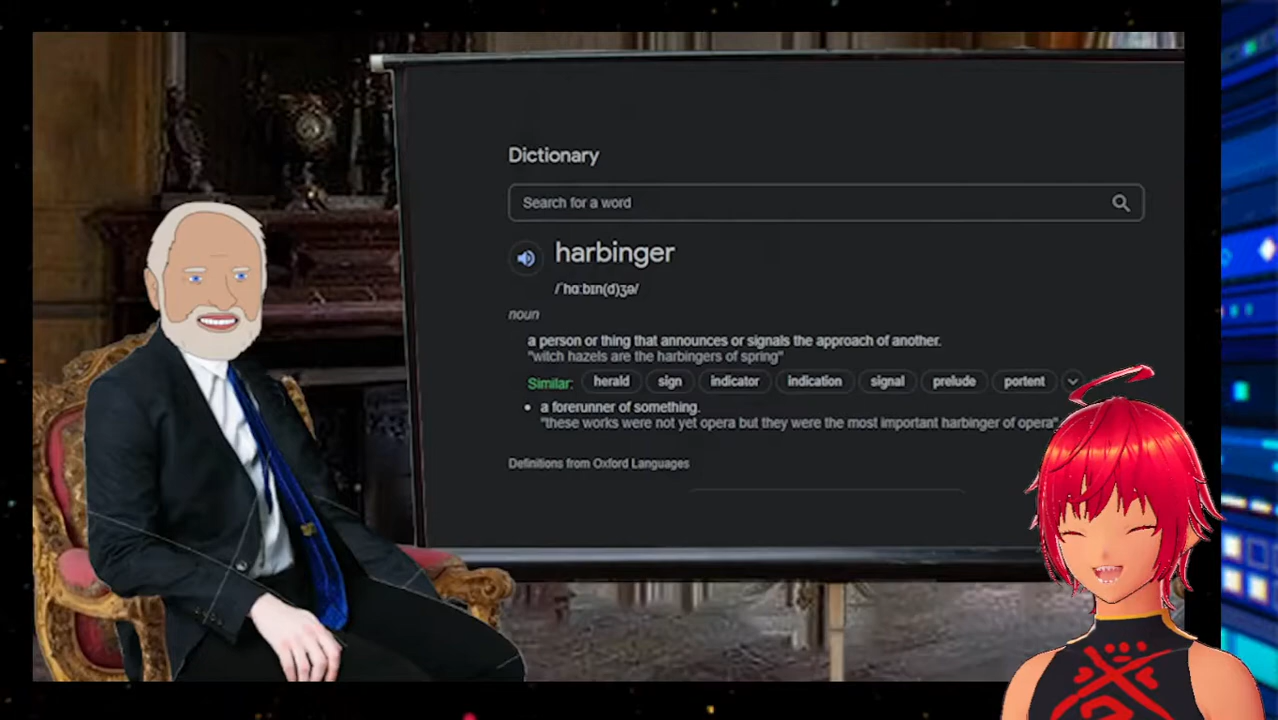 Dictionary
Search for a word
harbinger
/ˈhɑːbɪn(d)ʒə/
noun
a person or thing that announces or signals the approach of another.
"witch hazels are the harbingers of spring"
Similar: herald sign indicator indication signal prelude portent
• a forerunner of something.
"these works were not yet opera but they were the most important harbinger of opera"
Definitions from Oxford Languages